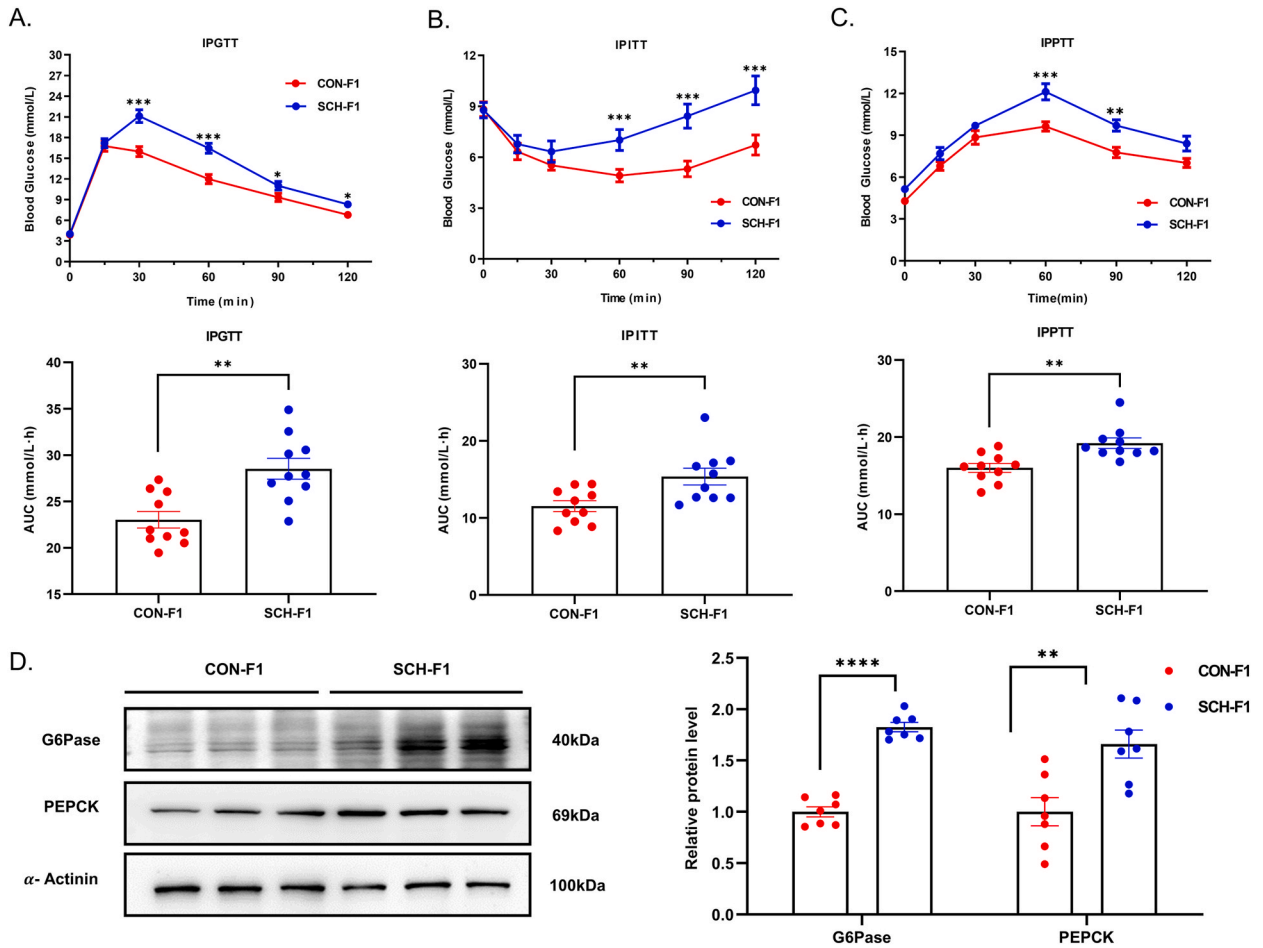 A.
IPGTT
Blood Glucose (mmol/L)
30
27
24
21
18
15
12
9
6
3
0
***
***
*
*
CON-F1
SCH-F1
0 30 60 90 120
Time (min)
B.
IPITT
Blood Glucose (mmol/L)
12
9
6
3
0
***
***
***
CON-F1
SCH-F1
0 30 60 90 120
Time (min)
C.
IPPTT
Blood Glucose (mmol/L)
15
12
9
6
3
0
***
**
CON-F1
SCH-F1
0 30 60 90 120
Time(min)
IPGTT
AUC (mmol/L·h)
40
35
30
25
20
15
**
CON-F1 SCH-F1
IPITT
AUC (mmol/L·h)
30
20
10
0
**
CON-F1 SCH-F1
IPPTT
AUC (mmol/L·h)
30
20
10
0
**
CON-F1 SCH-F1
D.
CON-F1 SCH-F1
G6Pase 40kDa
PEPCK 69kDa
α- Actinin 100kDa
Relative protein level
2.5
2.0
1.5
1.0
0.5
0.0
****
**
CON-F1
SCH-F1
G6Pase PEPCK